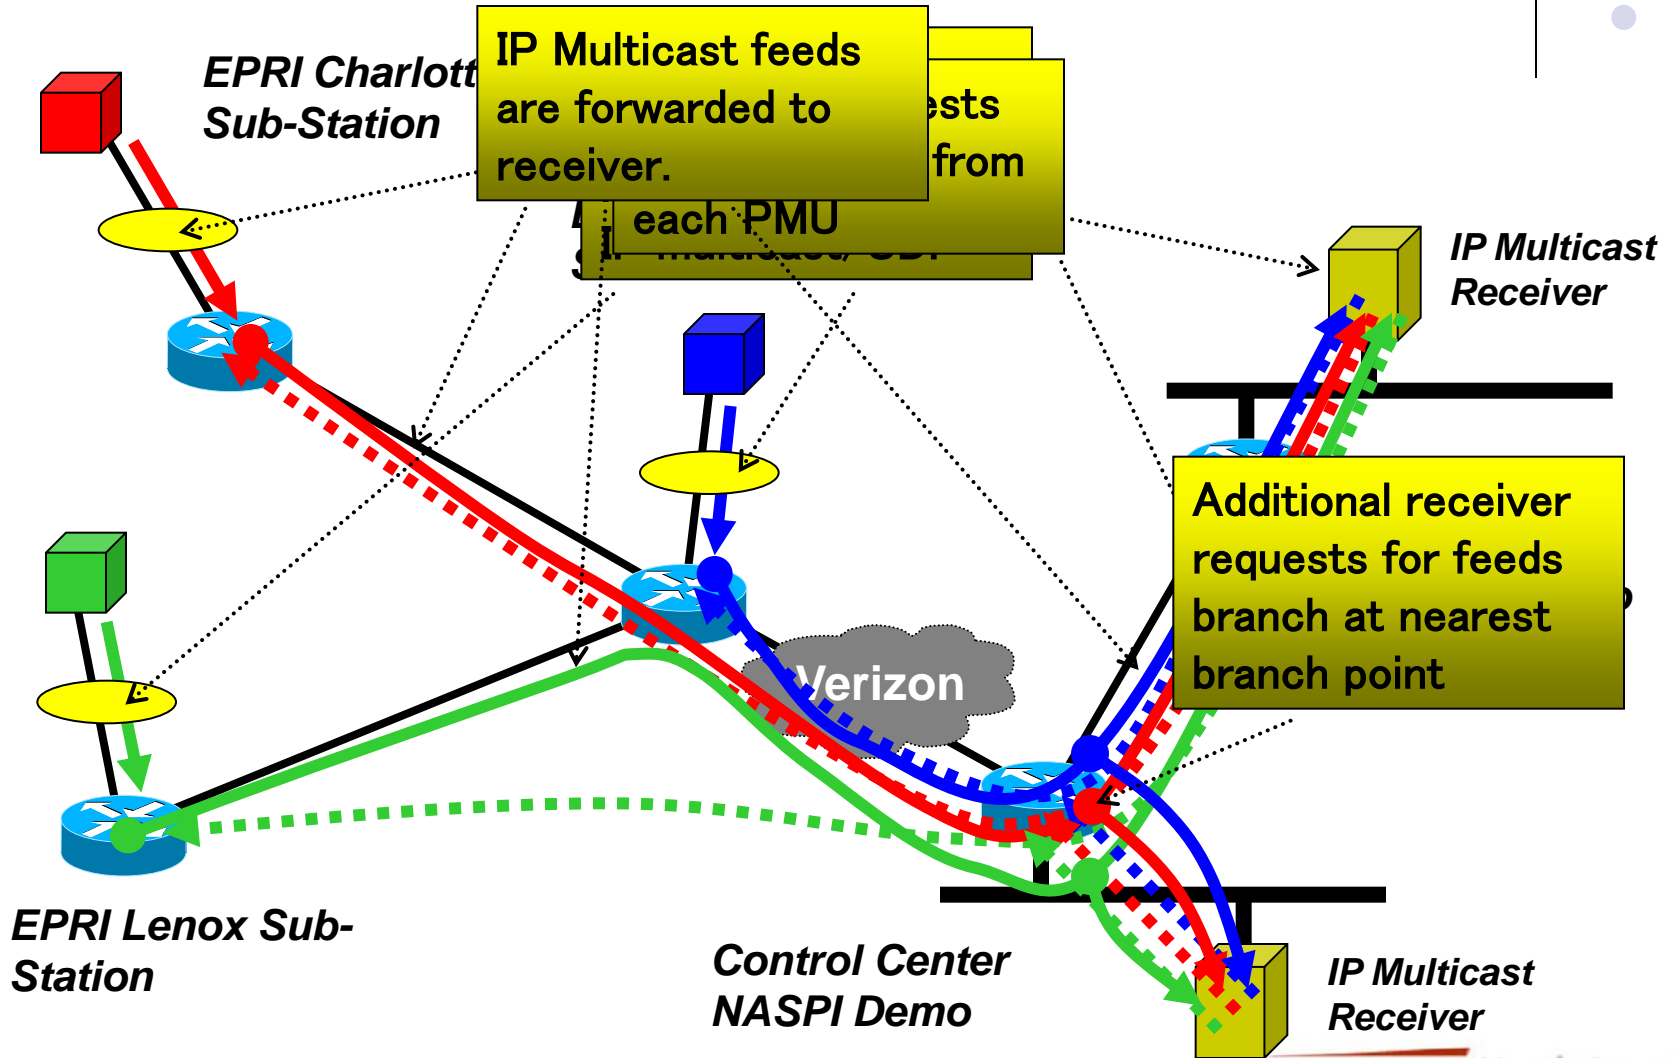 EPRI Charlott
Sub-Station
IP Multicast feeds
are forwarded to
receiver.
from
each PMU
IP Multicast
Receiver
Verizon
Additional receiver
requests for feeds
branch at nearest
branch point
EPRI Lenox Sub-
Station
Control Center
NASPI Demo
IP Multicast
Receiver